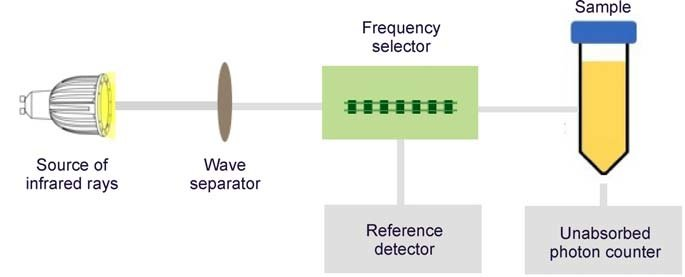 Sample
Frequency
selector
Source of
infrared rays
Wave
separator
Reference
detector
Unabsorbed
photon counter